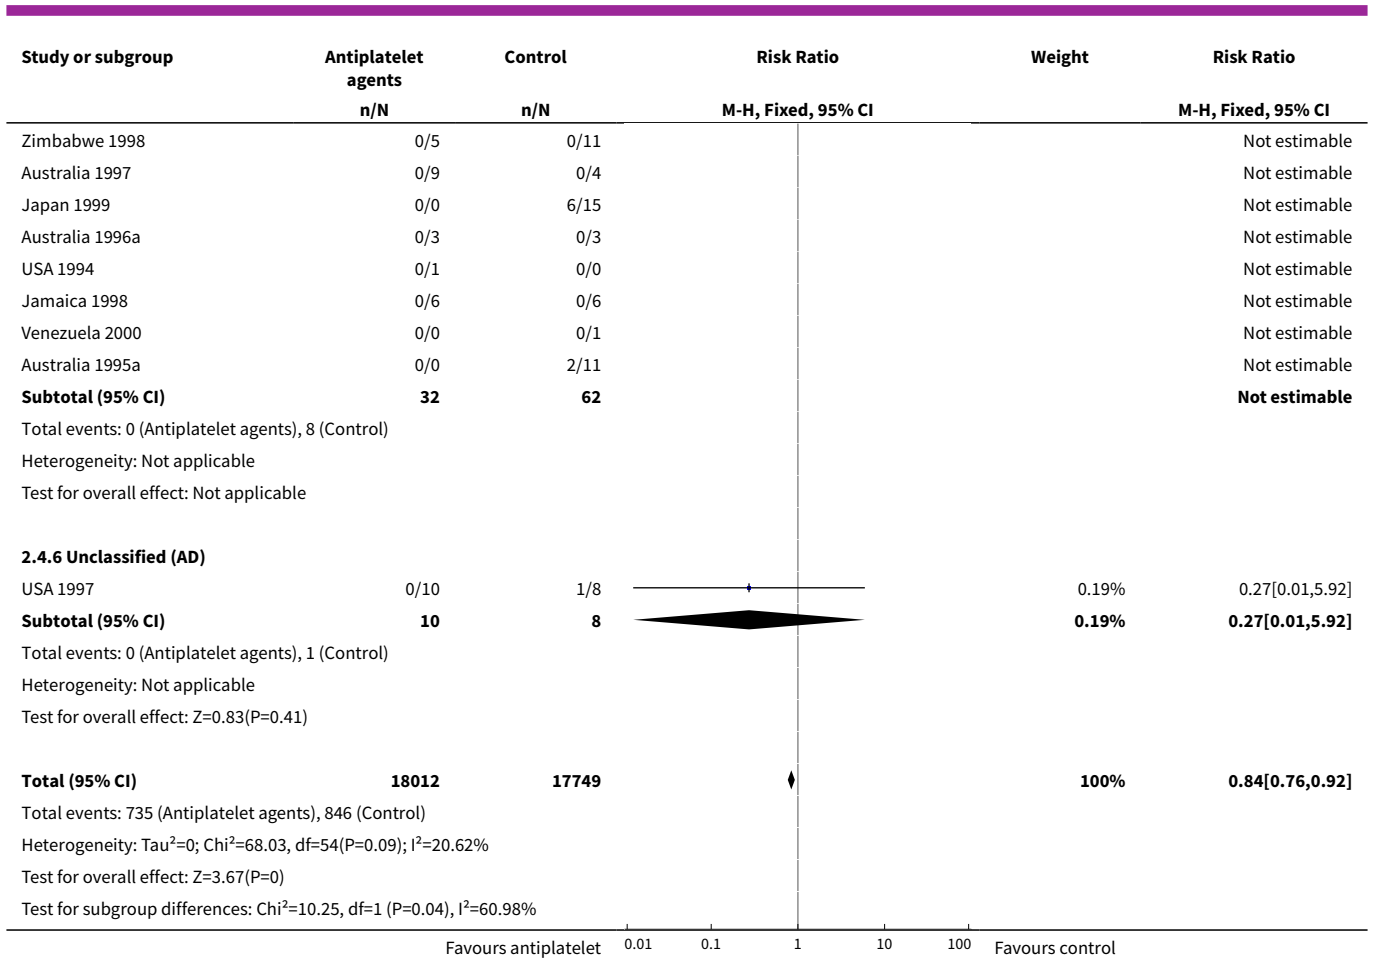 Study or subgroup Antiplatelet agents Control Risk Ratio Weight Risk Ratio
n/N n/N M-H, Fixed, 95% CI M-H, Fixed, 95% CI
Zimbabwe 1998 0/5 0/11 Not estimable
Australia 1997 0/9 0/4 Not estimable
Japan 1999 0/0 6/15 Not estimable
Australia 1996a 0/3 0/3 Not estimable
USA 1994 0/1 0/0 Not estimable
Jamaica 1998 0/6 0/6 Not estimable
Venezuela 2000 0/0 0/1 Not estimable
Australia 1995a 0/0 2/11 Not estimable
Subtotal (95% CI) 32 62 Not estimable
Total events: 0 (Antiplatelet agents), 8 (Control)
Heterogeneity: Not applicable
Test for overall effect: Not applicable
2.4.6 Unclassified (AD)
USA 1997 0/10 1/8 0.19% 0.27[0.01,5.92]
Subtotal (95% CI) 10 8 0.19% 0.27[0.01,5.92]
Total events: 0 (Antiplatelet agents), 1 (Control)
Heterogeneity: Not applicable
Test for overall effect: Z=0.83(P=0.41)
Total (95% CI) 18012 17749 100% 0.84[0.76,0.92]
Total events: 735 (Antiplatelet agents), 846 (Control)
Heterogeneity: Tau²=0; Chi²=68.03, df=54(P=0.09); I²=20.62%
Test for overall effect: Z=3.67(P=0)
Test for subgroup differences: Chi²=10.25, df=1 (P=0.04), I²=60.98%
Favours antiplatelet 0.01 0.1 1 10 100 Favours control